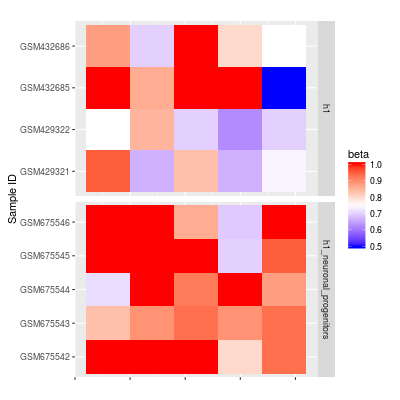 GSM432686
GSM432685
GSM429322
GSM429321
h1
GSM675546
GSM675545
GSM675544
GSM675543
GSM675542
h1_neuronal_progenitors
Sample ID
beta
1.0
0.9
0.8
0.7
0.6
0.5